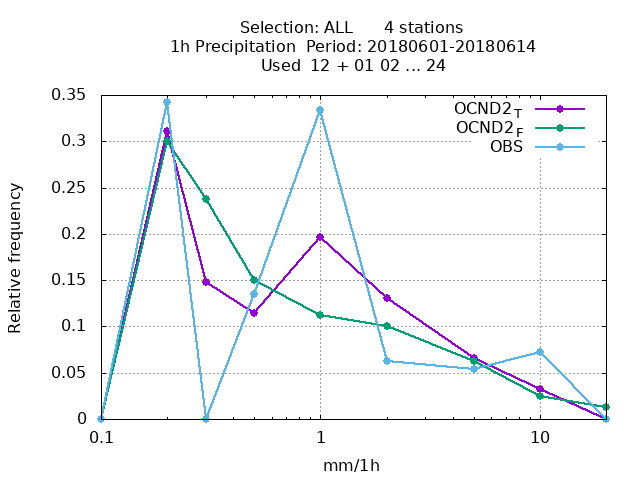 Selection: ALL      4 stations
1h Precipitation  Period: 20180601-20180614
Used  12 + 01 02 ... 24
OCND2 T
OCND2 F
OBS
Relative frequency
0.35
0.3
0.25
0.2
0.15
0.1
0.05
0
0.1 1 10
mm/1h